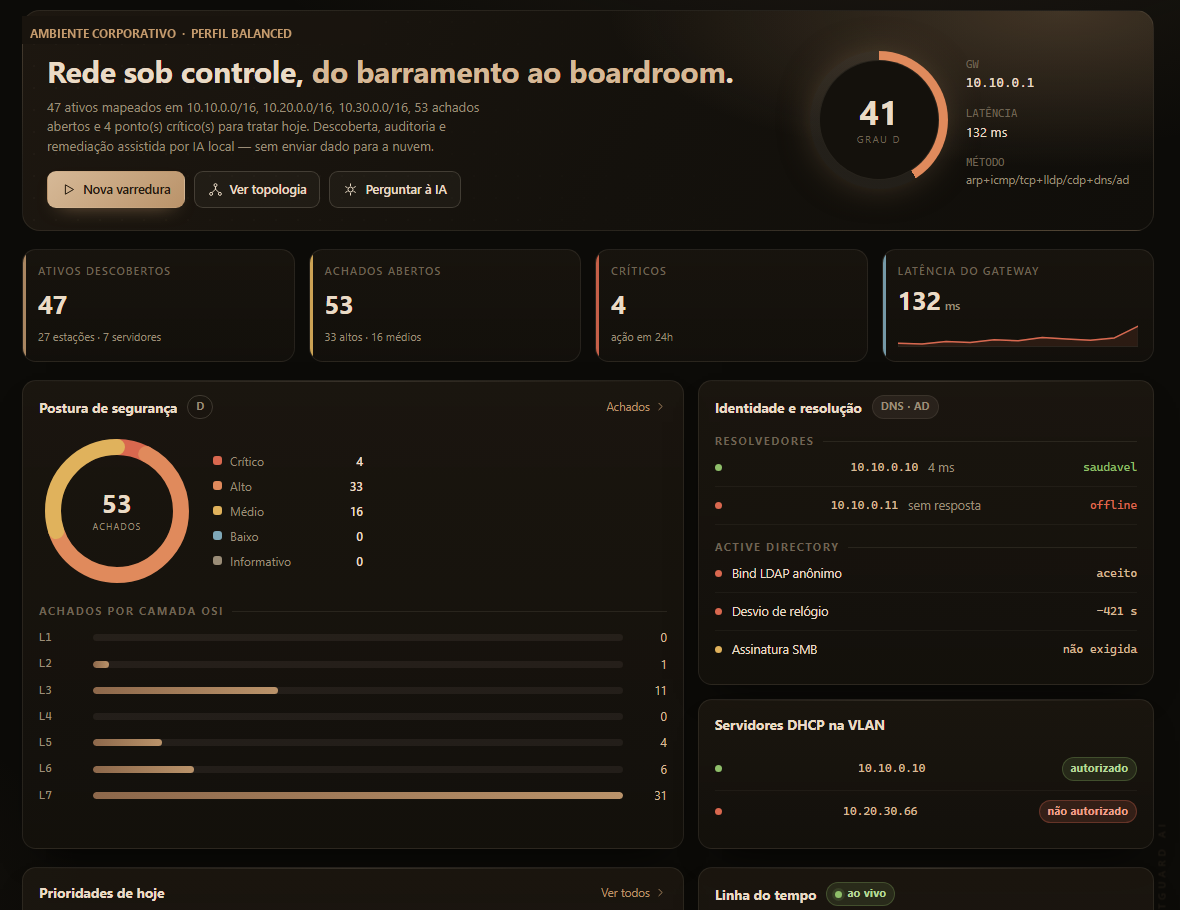 AMBIENTE CORPORATIVO · PERFIL BALANCED
Rede sob controle, do barramento ao boardroom.
47 ativos mapeados em 10.10.0.0/16, 10.20.0.0/16, 10.30.0.0/16, 53 achados
abertos e 4 ponto(s) crítico(s) para tratar hoje. Descoberta, auditoria e
remediação assistida por IA local — sem enviar dado para a nuvem.
Nova varredura
Ver topologia
Perguntar à IA
41
GRAU D
GW
10.10.0.1
LATÊNCIA
132 ms
MÉTODO
arp+icmp/tcp+lldp/cdp+dns/ad
ATIVOS DESCOBERTOS
47
27 estações · 7 servidores
ACHADOS ABERTOS
53
33 altos · 16 médios
CRÍTICOS
4
ação em 24h
LATÊNCIA DO GATEWAY
132 ms
Postura de segurança D
Achados
53
ACHADOS
Crítico 4
Alto 33
Médio 16
Baixo 0
Informativo 0
ACHADOS POR CAMADA OSI
L1 0
L2 1
L3 11
L4 0
L5 4
L6 6
L7 31
Identidade e resolução DNS · AD
RESOLVEDORES
10.10.0.10 4 ms saudavel
10.10.0.11 sem resposta offline
ACTIVE DIRECTORY
Bind LDAP anônimo aceito
Desvio de relógio −421 s
Assinatura SMB não exigida
Servidores DHCP na VLAN
10.10.0.10 autorizado
10.20.30.66 não autorizado
Prioridades de hoje
Ver todos
Linha do tempo ao vivo